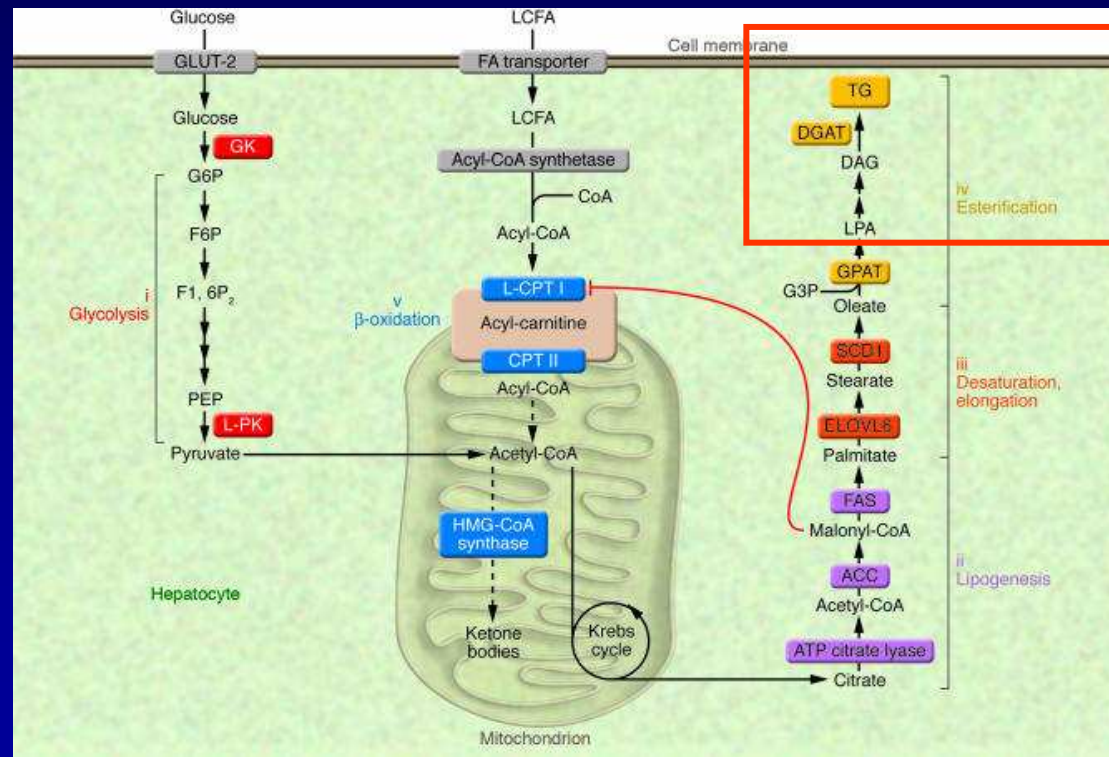 Glucose
GLUT-2
Glucose
GK
G6P
F6P
F1, 6P2
i
Glycolysis
PEP
L-PK
Pyruvate
Hepatocyte
LCFA
FA transporter
LCFA
Acyl-CoA synthetase
CoA
Acyl-CoA
L-CPT I
v
β-oxidation
Acyl-carnitine
CPT II
Acyl-CoA
Acetyl-CoA
HMG-CoA
synthase
Ketone
bodies
Krebs
cycle
Mitochondrion
Cell membrane
TG
DGAT
DAG
iv
Esterification
LPA
GPAT
G3P
Oleate
SCD1
Stearate
iii
Desaturation,
elongation
ELOVL6
Palmitate
FAS
Malonyl-CoA
ii
Lipogenesis
ACC
Acetyl-CoA
ATP citrate lyase
Citrate